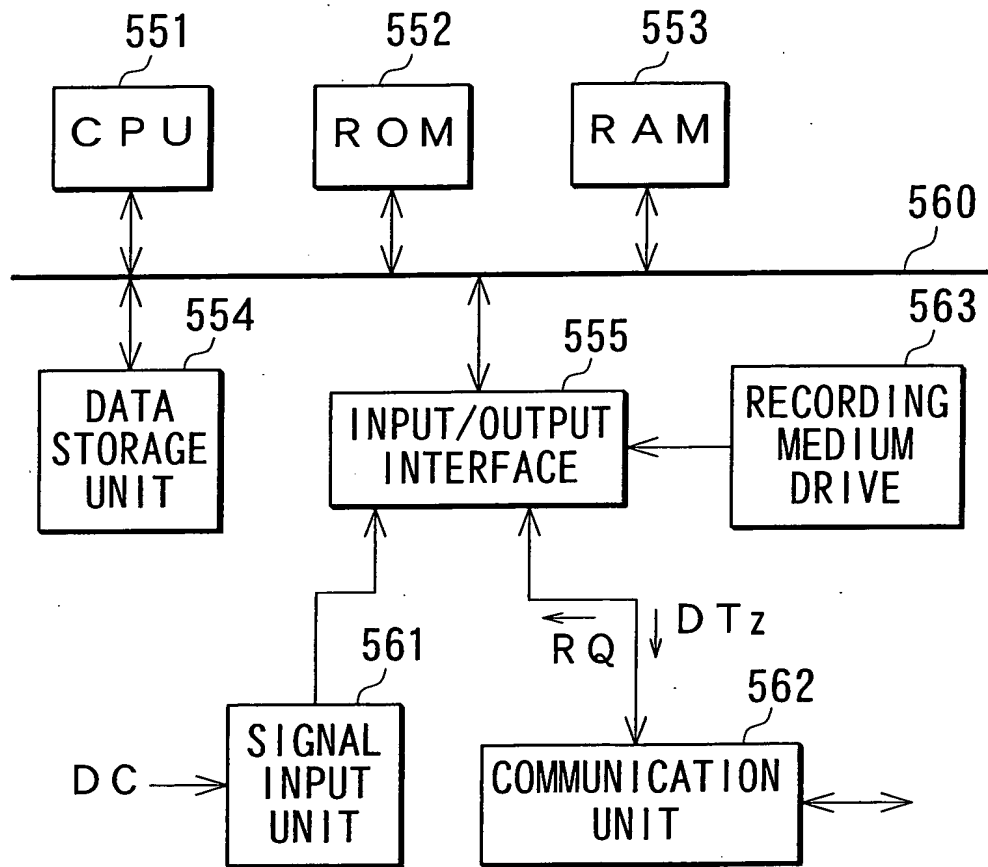 551
552
553
CPU
ROM
RAM
560
554
555
563
DATA
STORAGE
UNIT
INPUT/OUTPUT
INTERFACE
RECORDING
MEDIUM
DRIVE
DTz
RQ
561
562
SIGNAL
INPUT
UNIT
DC
COMMUNICATION
UNIT